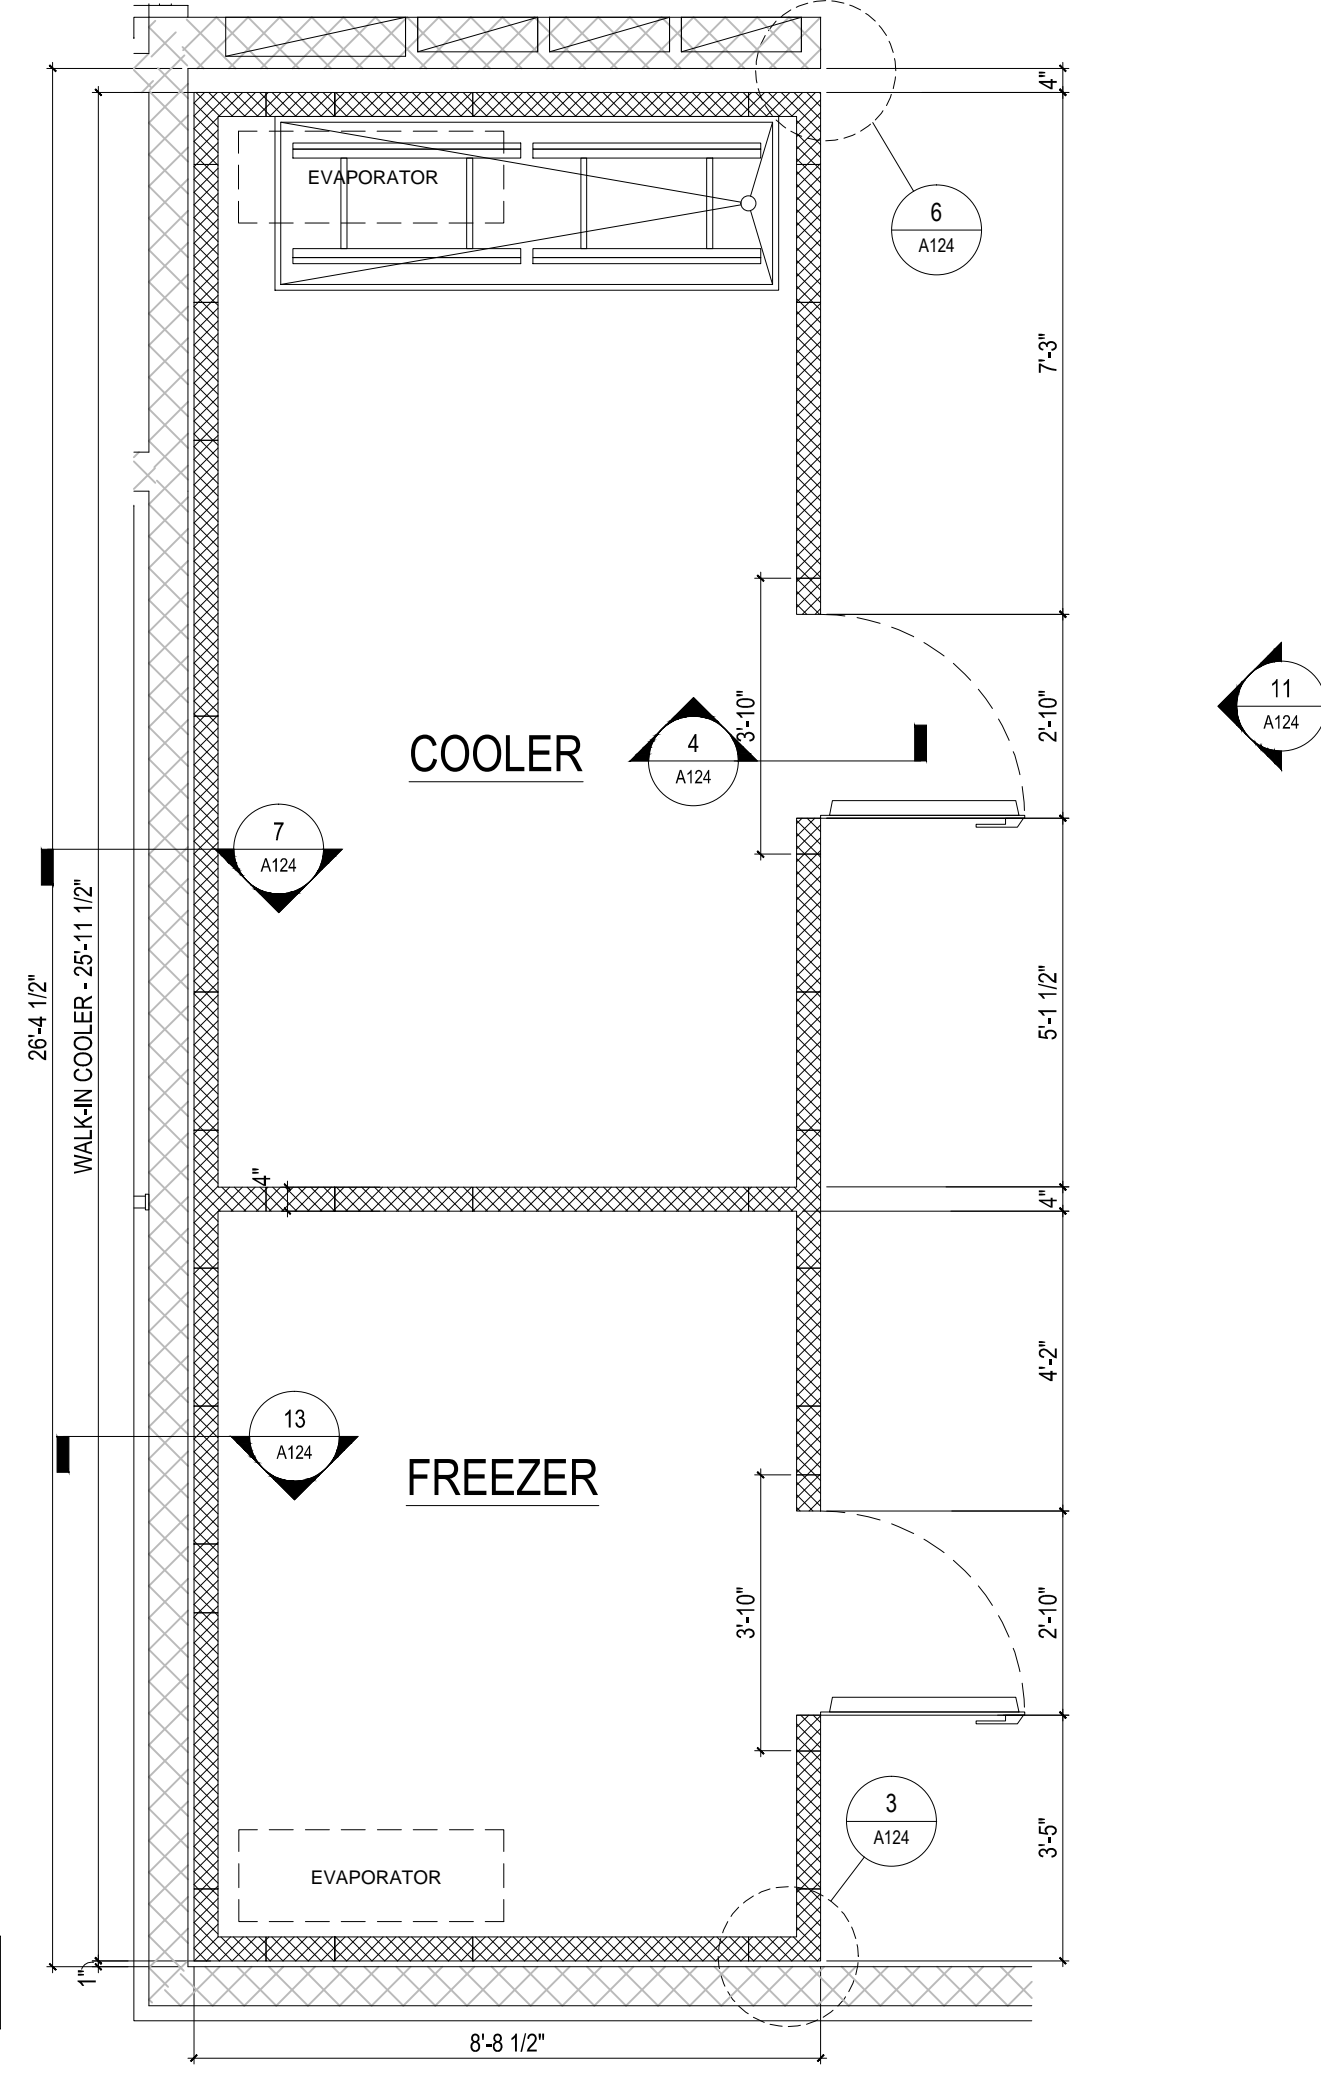 4"
EVAPORATOR
6
A124
7'-3"
3'-10"
2'-10"
11
A124
COOLER
4
A124
7
A124
26'-4 1/2"
WALK-IN COOLER - 25'-11 1/2"
5'-1 1/2"
4"
4"
4'-2"
13
A124
FREEZER
3'-10"
2'-10"
3
A124
3'-5"
EVAPORATOR
1"
8'-8 1/2"